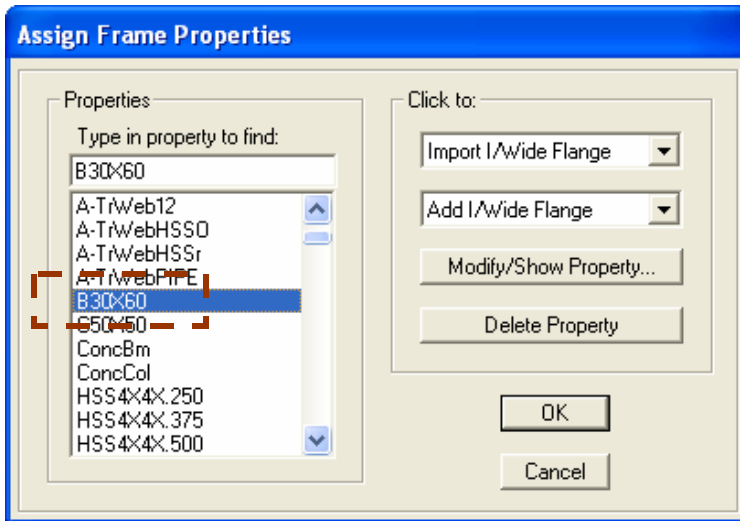 Assign Frame Properties
Properties
Type in property to find:
B30X60
A-TrWeb12
A-TrWebHSSO
A-TrWebHSSr
A-TrWebPIPE
B30X60
C50X50
ConcBm
ConcCol
HSS4X4X.250
HSS4X4X.375
HSS4X4X.500
Click to:
Import I/Wide Flange
Add I/Wide Flange
Modify/Show Property...
Delete Property
OK
Cancel